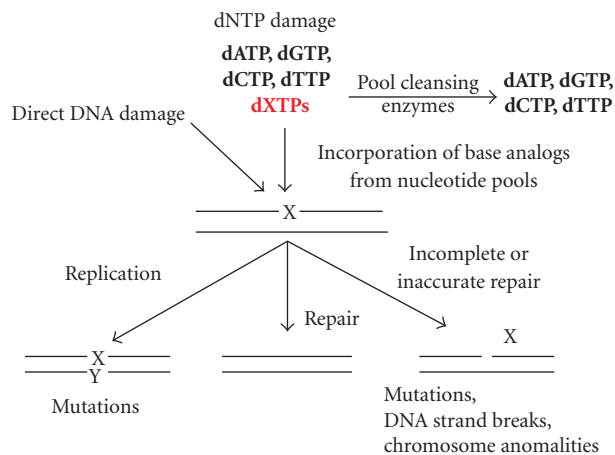 dNTP damage
dATP, dGTP,
dCTP, dTTP
dXTPs
Pool cleansing
enzymes
dATP, dGTP,
dCTP, dTTP
Direct DNA damage
Incorporation of base analogs
from nucleotide pools
X
Replication
Incomplete or
inaccurate repair
Repair
X
Y
X
Mutations
Mutations,
DNA strand breaks,
chromosome anomalities